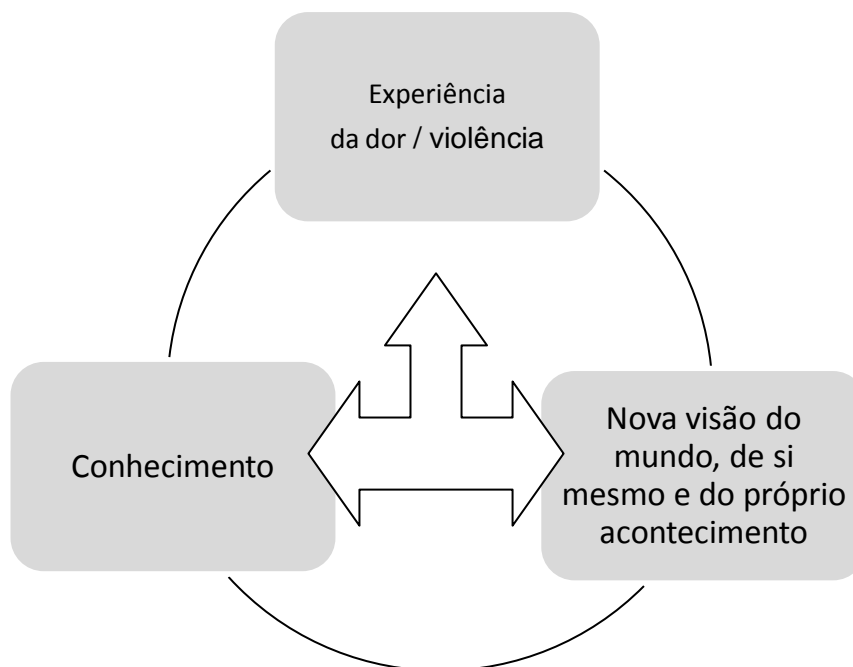 Experiência
da dor / violência
Conhecimento
Nova visão do
mundo, de si
mesmo e do próprio
acontecimento